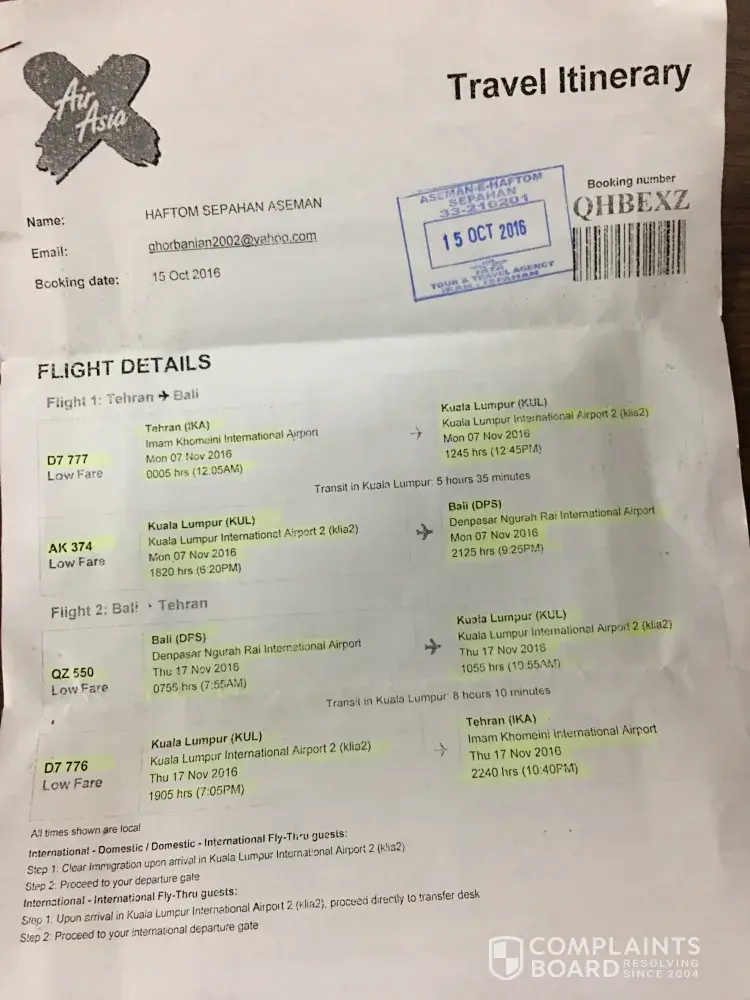 Air
Asia
Travel Itinerary
Name: HAFTOM SEPAHAN ASEMAN
Email: ghorbanian2002@yahoo.com
Booking date: 15 Oct 2016
ASEMAN-E-HAFTOM
SEPAHAN
33-216201
15 OCT 2016
TOUR & TRAVEL AGENCY
Booking number
QHBEXZ
FLIGHT DETAILS
Flight 1: Tehran ✈ Bali
D7 777
Low Fare
Tehran (IKA)
Imam Khomeini International Airport
Mon 07 Nov 2016
0005 hrs (12:05AM)
Kuala Lumpur (KUL)
Kuala Lumpur International Airport 2 (klia2)
Mon 07 Nov 2016
1245 hrs (12:45PM)
Transit in Kuala Lumpur: 5 hours 35 minutes
AK 374
Low Fare
Kuala Lumpur (KUL)
Kuala Lumpur International Airport 2 (klia2)
Mon 07 Nov 2016
1820 hrs (6:20PM)
Bali (DPS)
Denpasar Ngurah Rai International Airport
Mon 07 Nov 2016
2125 hrs (9:25PM)
Flight 2: Bali Tehran
QZ 550
Low Fare
Bali (DPS)
Denpasar Ngurah Rai International Airport
Thu 17 Nov 2016
0755 hrs (7:55AM)
Kuala Lumpur (KUL)
Kuala Lumpur International Airport 2 (klia2)
Thu 17 Nov 2016
1055 hrs (10:55AM)
Transit in Kuala Lumpur: 8 hours 10 minutes
D7 776
Low Fare
Kuala Lumpur (KUL)
Kuala Lumpur International Airport 2 (klia2)
Thu 17 Nov 2016
1905 hrs (7:05PM)
Tehran (IKA)
Imam Khomeini International Airport
Thu 17 Nov 2016
2240 hrs (10:40PM)
All times shown are local
International - Domestic / Domestic - International Fly-Thru guests:
Step 1: Clear Immigration upon arrival in Kuala Lumpur International Airport 2 (klia2)
Step 2: Proceed to your departure gate
International - International Fly-Thru guests:
Step 1: Upon arrival in Kuala Lumpur International Airport 2 (klia2), proceed directly to transfer desk
Step 2: Proceed to your international departure gate
COMPLAINTS
BOARD RESOLVING SINCE 2004